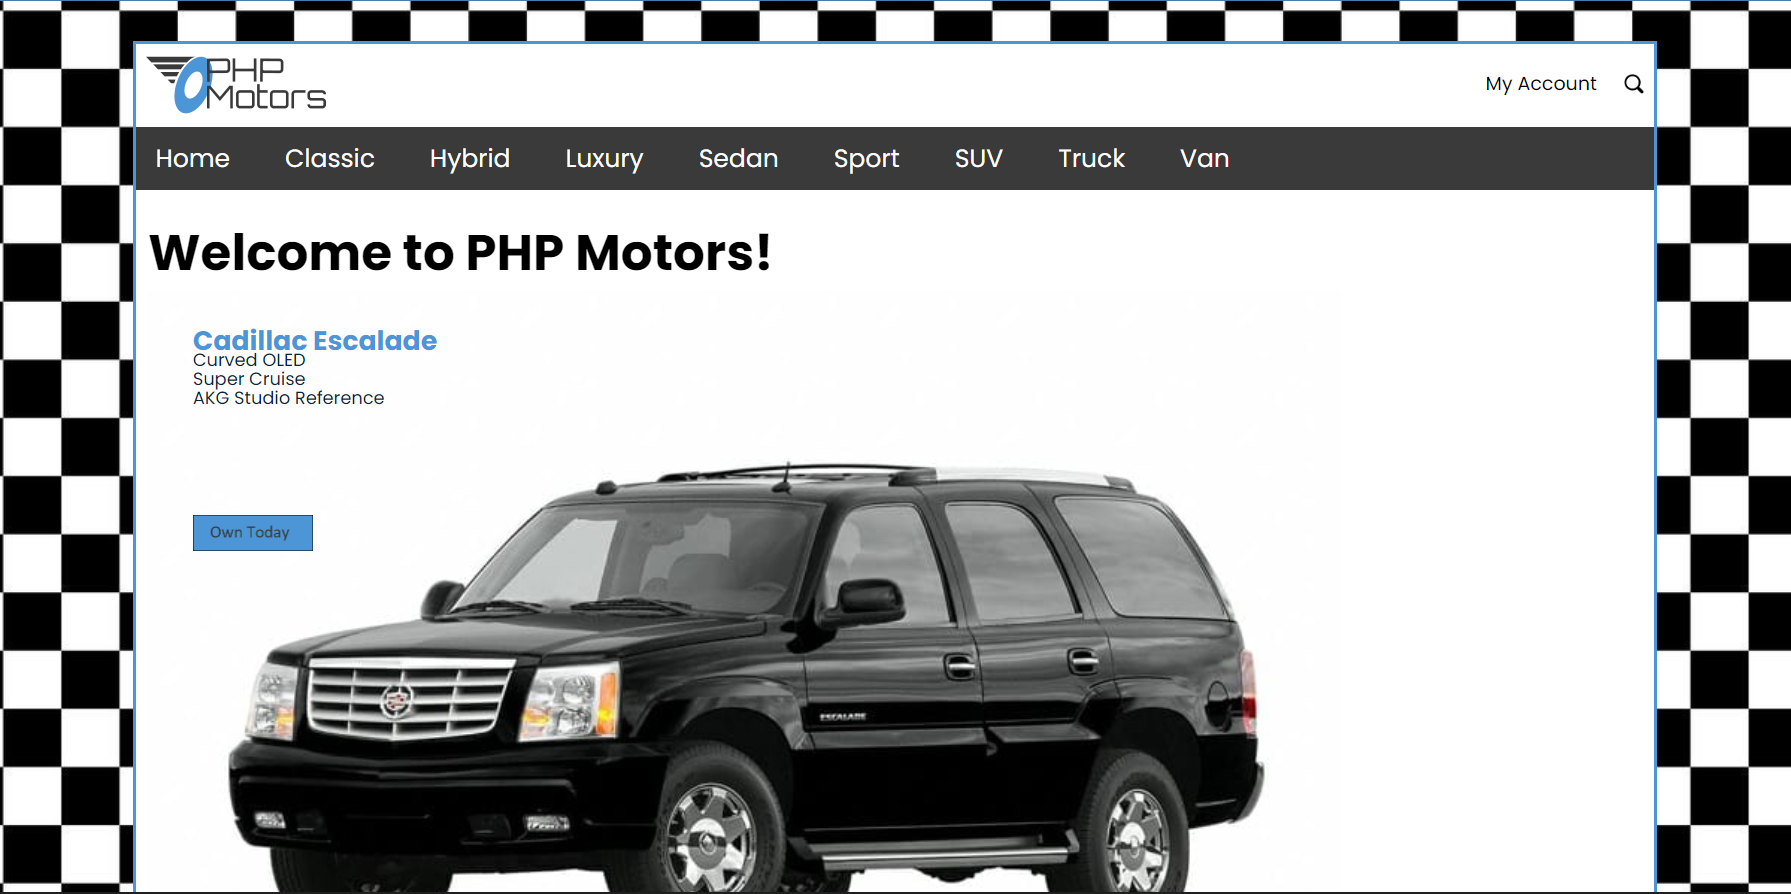 PHP
Motors
My Account
Home Classic Hybrid Luxury Sedan Sport SUV Truck Van
Welcome to PHP Motors!
Cadillac Escalade
Curved OLED
Super Cruise
AKG Studio Reference
Own Today
ESCALADE